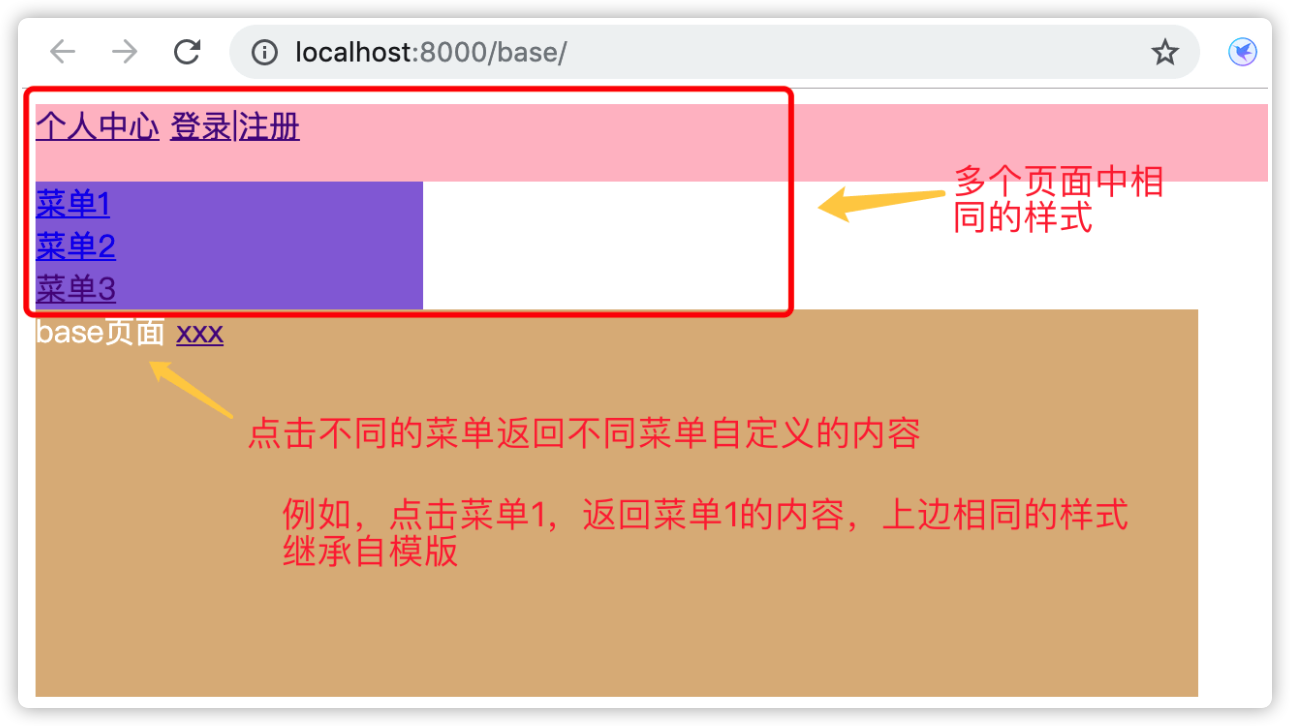 localhost:8000/base/
个人中心 登录|注册
菜单1
菜单2
菜单3
多个页面中相
同的样式
base页面 xxx
点击不同的菜单返回不同菜单自定义的内容
例如，点击菜单1，返回菜单1的内容，上边相同的样式
继承自模版